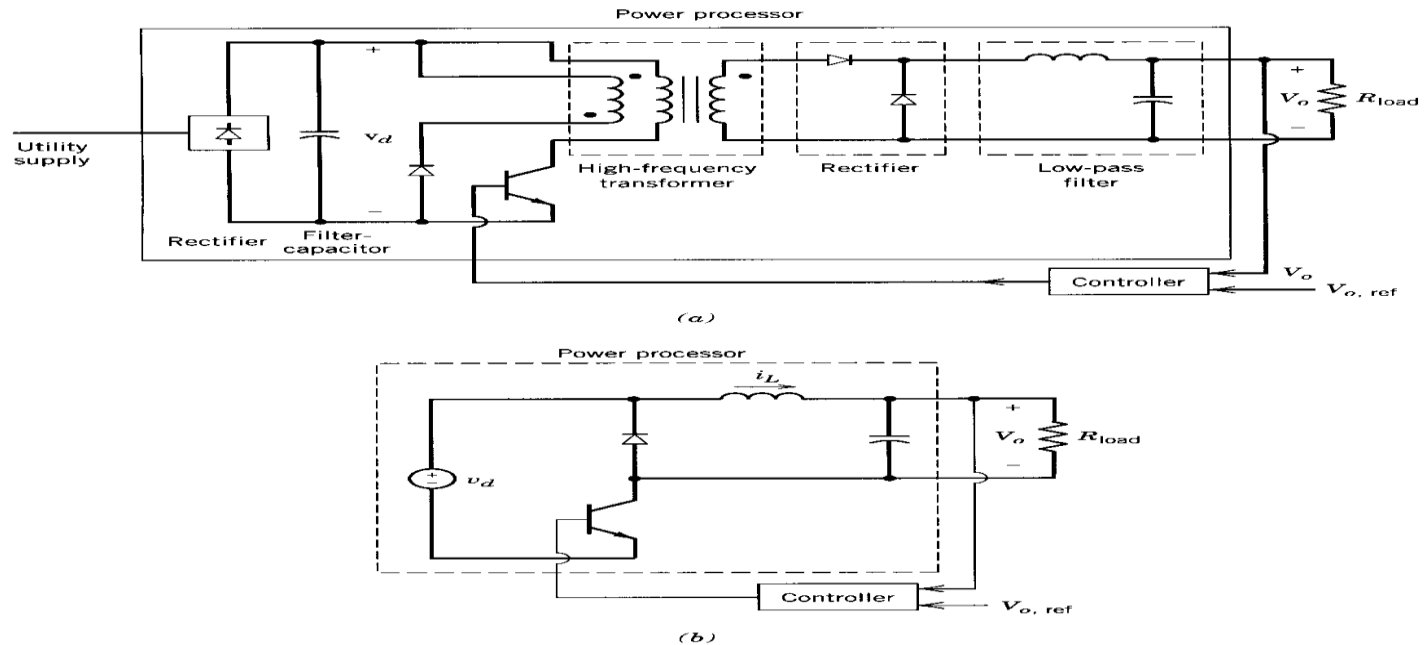 Power processor
+
+
v_d
V_o
R_load
−
−
Utility
supply
High-frequency
transformer
Rectifier
Low-pass
filter
Rectifier
Filter-
capacitor
V_o
Controller
V_o, ref
(a)
Power processor
i_L
+
+
−
v_d
V_o
R_load
−
Controller
V_o, ref
(b)